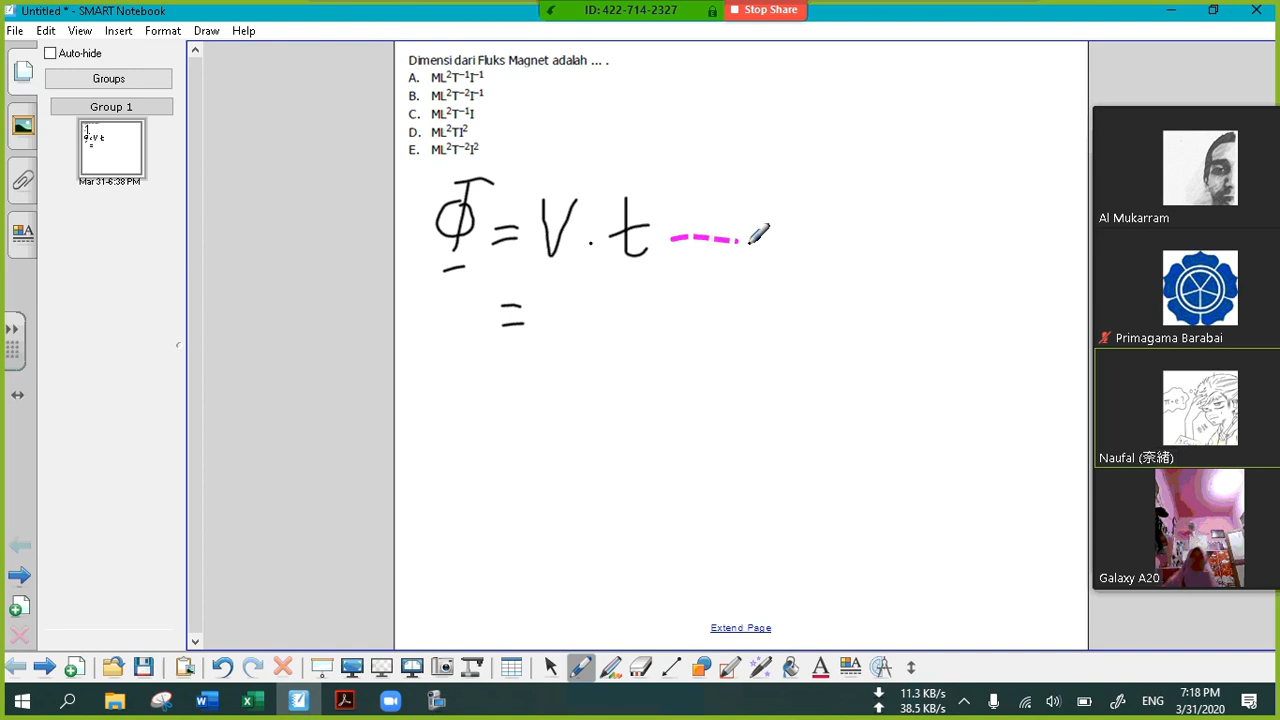 Untitled * - SMART Notebook
ID: 422-714-2327
Stop Share
File Edit View Insert Format Draw Help
Auto-hide
Groups
Group 1
Mar 31-6:38 PM
Dimensi dari Fluks Magnet adalah ... .
A. ML²T⁻¹I⁻¹
B. ML²T⁻²I⁻¹
C. ML²T⁻¹I
D. ML²TI²
E. ML²T⁻²I²
Φ = V . t
=
Extend Page
Al Mukarram
Primagama Barabai
π+e?
Naufal (奈緒)
Galaxy A20
11.3 KB/s
38.5 KB/s
ENG
7:18 PM
3/31/2020